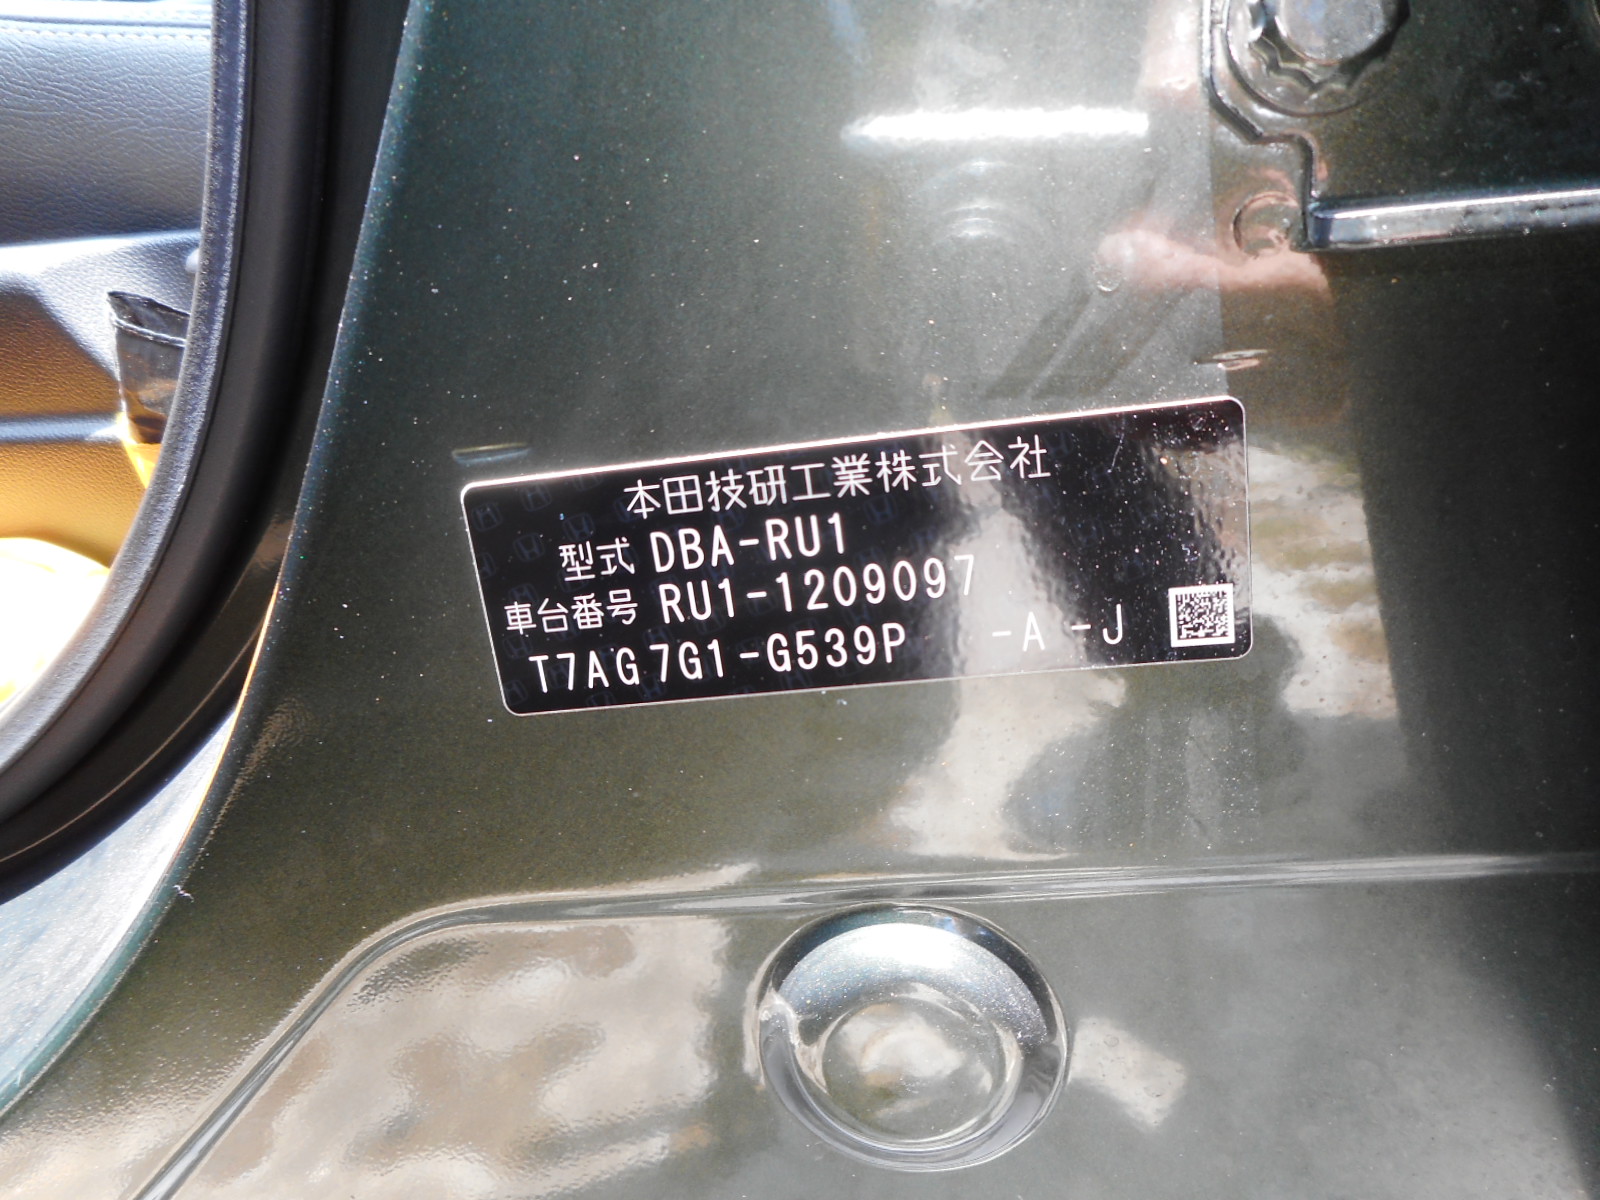 本田技研工業株式会社
型式 DBA-RU1
車台番号 RU1-1209097
T7AG7G1-G539P -A -J